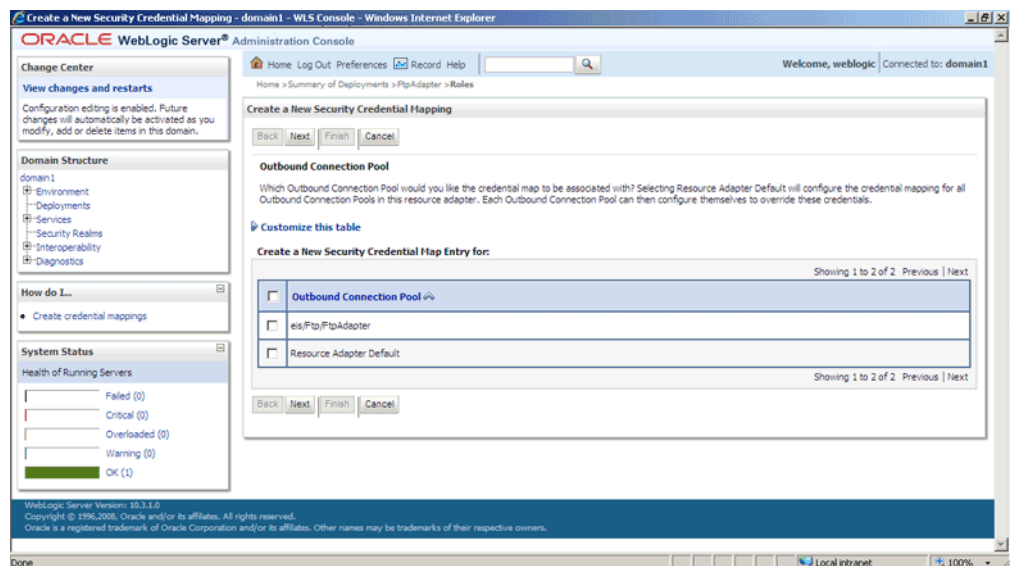 Create a New Security Credential Mapping - domain1 - WLS Console - Windows Internet Explorer
ORACLE WebLogic Server® Administration Console
Change Center
View changes and restarts
Configuration editing is enabled. Future
changes will automatically be activated as you
modify, add or delete items in this domain.
Domain Structure
domain1
Environment
Deployments
Services
Security Realms
Interoperability
Diagnostics
How do I...
Create credential mappings
System Status
Health of Running Servers
Failed (0)
Critical (0)
Overloaded (0)
Warning (0)
OK (1)
Home Log Out Preferences Record Help
Welcome, weblogic Connected to: domain1
Home >Summary of Deployments >FtpAdapter >Roles
Create a New Security Credential Mapping
Back Next Finish Cancel
Outbound Connection Pool
Which Outbound Connection Pool would you like the credential map to be associated with? Selecting Resource Adapter Default will configure the credential mapping for all
Outbound Connection Pools in this resource adapter. Each Outbound Connection Pool can then configure themselves to override these credentials.
Customize this table
Create a New Security Credential Map Entry for:
Showing 1 to 2 of 2 Previous | Next
Outbound Connection Pool
eis/Ftp/FtpAdapter
Resource Adapter Default
Showing 1 to 2 of 2 Previous | Next
Back Next Finish Cancel
WebLogic Server Version: 10.3.1.0
Copyright © 1996,2008, Oracle and/or its affiliates. All rights reserved.
Oracle is a registered trademark of Oracle Corporation and/or its affiliates. Other names may be trademarks of their respective owners.
Done
Local intranet
100%